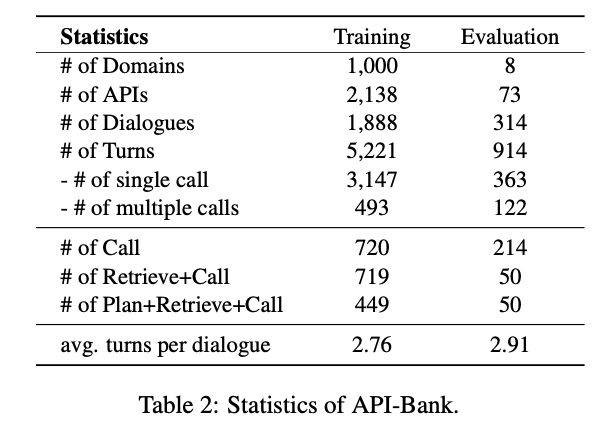 Statistics Training Evaluation
# of Domains 1,000 8
# of APIs 2,138 73
# of Dialogues 1,888 314
# of Turns 5,221 914
- # of single call 3,147 363
- # of multiple calls 493 122
# of Call 720 214
# of Retrieve+Call 719 50
# of Plan+Retrieve+Call 449 50
avg. turns per dialogue 2.76 2.91
Table 2: Statistics of API-Bank.